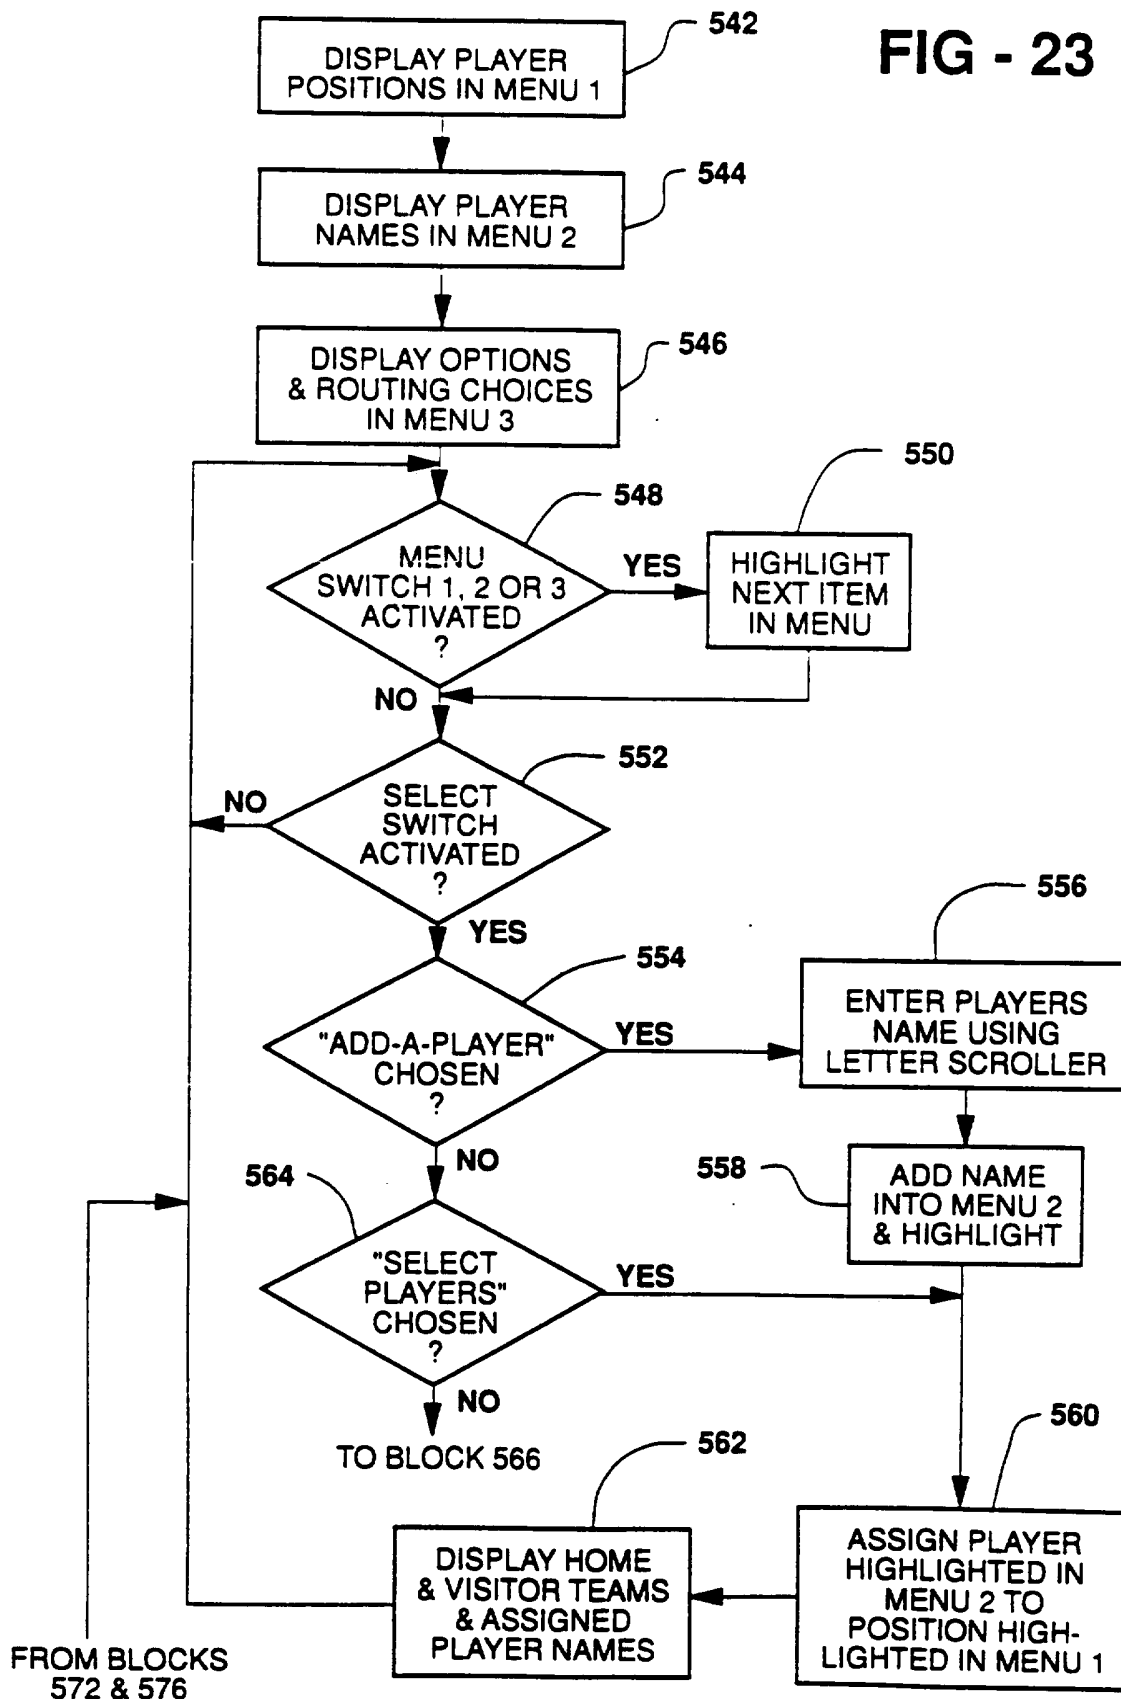 542
FIG - 23
DISPLAY PLAYER
POSITIONS IN MENU 1
544
DISPLAY PLAYER
NAMES IN MENU 2
546
DISPLAY OPTIONS
& ROUTING CHOICES
IN MENU 3
550
548
MENU
SWITCH 1, 2 OR 3
ACTIVATED
?
YES
HIGHLIGHT
NEXT ITEM
IN MENU
NO
552
NO
SELECT
SWITCH
ACTIVATED
?
YES
556
554
"ADD-A-PLAYER"
CHOSEN
?
YES
ENTER PLAYERS
NAME USING
LETTER SCROLLER
NO
558
ADD NAME
INTO MENU 2
& HIGHLIGHT
564
"SELECT
PLAYERS"
CHOSEN
?
YES
NO
TO BLOCK 566
562
560
DISPLAY HOME
& VISITOR TEAMS
& ASSIGNED
PLAYER NAMES
ASSIGN PLAYER
HIGHLIGHTED IN
MENU 2 TO
POSITION HIGH-
LIGHTED IN MENU 1
FROM BLOCKS
572 & 576